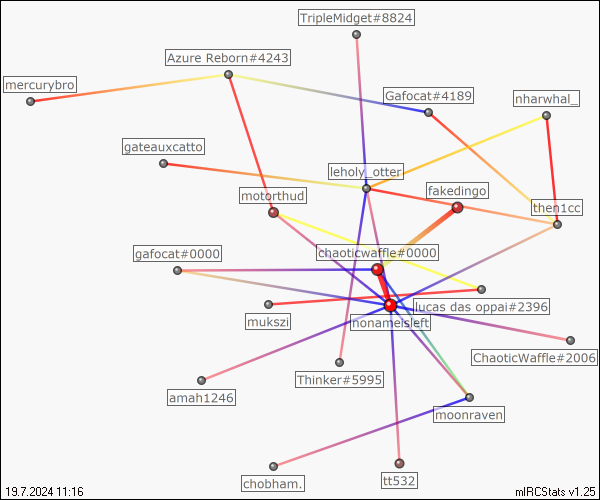 TripleMidget#8824
Azure Reborn#4243
mercurybro
Gafocat#4189
nharwhal_
gateauxcatto
leholy_otter
fakedingo
motorthud
then1cc
gafocat#0000
chaoticwaffle#0000
lucas das oppai#2396
mukszi
nonameisleft
ChaoticWaffle#2006
Thinker#5995
amah1246
moonraven
chobham.
tt532
19.7.2024 11:16
mIRCStats v1.25